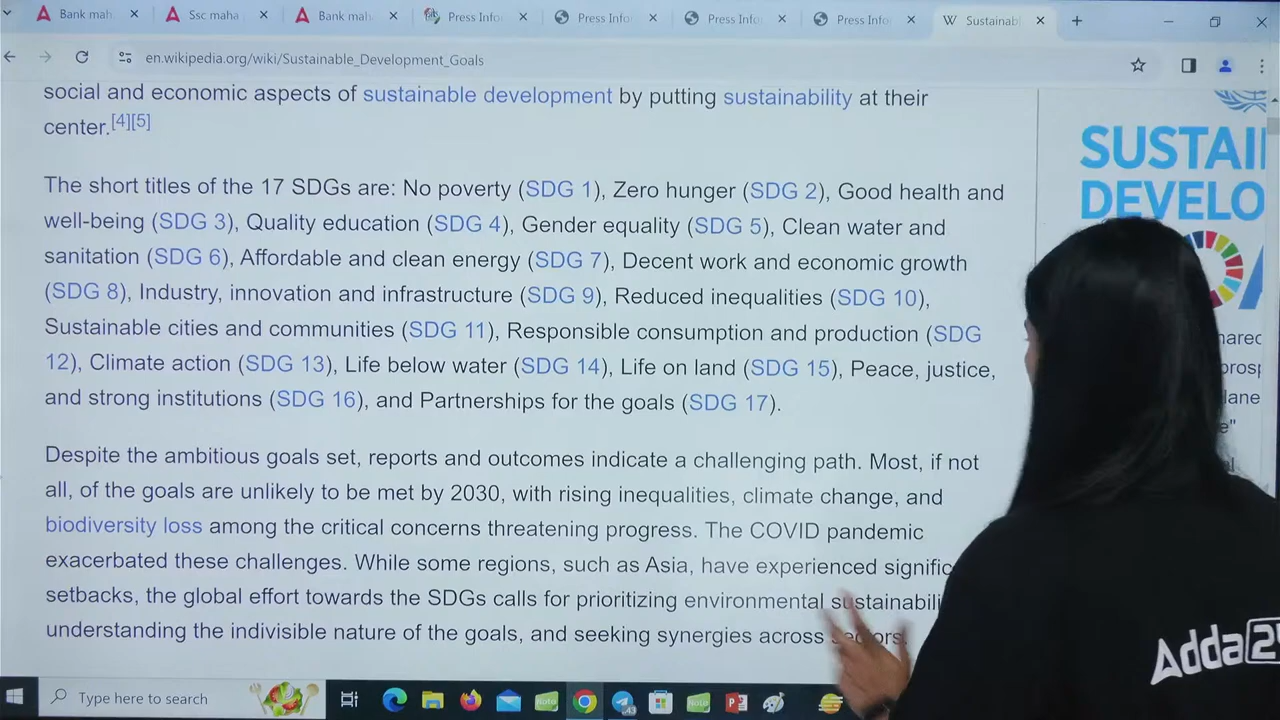 Bank mah
Ssc maha
Bank mah
Press Info
Press Info
Press Info
Press Info
W Sustainabl
en.wikipedia.org/wiki/Sustainable_Development_Goals
social and economic aspects of sustainable development by putting sustainability at their
center.[4][5]
The short titles of the 17 SDGs are: No poverty (SDG 1), Zero hunger (SDG 2), Good health and
well-being (SDG 3), Quality education (SDG 4), Gender equality (SDG 5), Clean water and
sanitation (SDG 6), Affordable and clean energy (SDG 7), Decent work and economic growth
(SDG 8), Industry, innovation and infrastructure (SDG 9), Reduced inequalities (SDG 10),
Sustainable cities and communities (SDG 11), Responsible consumption and production (SDG
12), Climate action (SDG 13), Life below water (SDG 14), Life on land (SDG 15), Peace, justice,
and strong institutions (SDG 16), and Partnerships for the goals (SDG 17).
Despite the ambitious goals set, reports and outcomes indicate a challenging path. Most, if not
all, of the goals are unlikely to be met by 2030, with rising inequalities, climate change, and
biodiversity loss among the critical concerns threatening progress. The COVID pandemic
exacerbated these challenges. While some regions, such as Asia, have experienced signific
setbacks, the global effort towards the SDGs calls for prioritizing environmental sustainabili
understanding the indivisible nature of the goals, and seeking synergies across sectors.
SUSTAI
DEVELO
Type here to search
Adda2